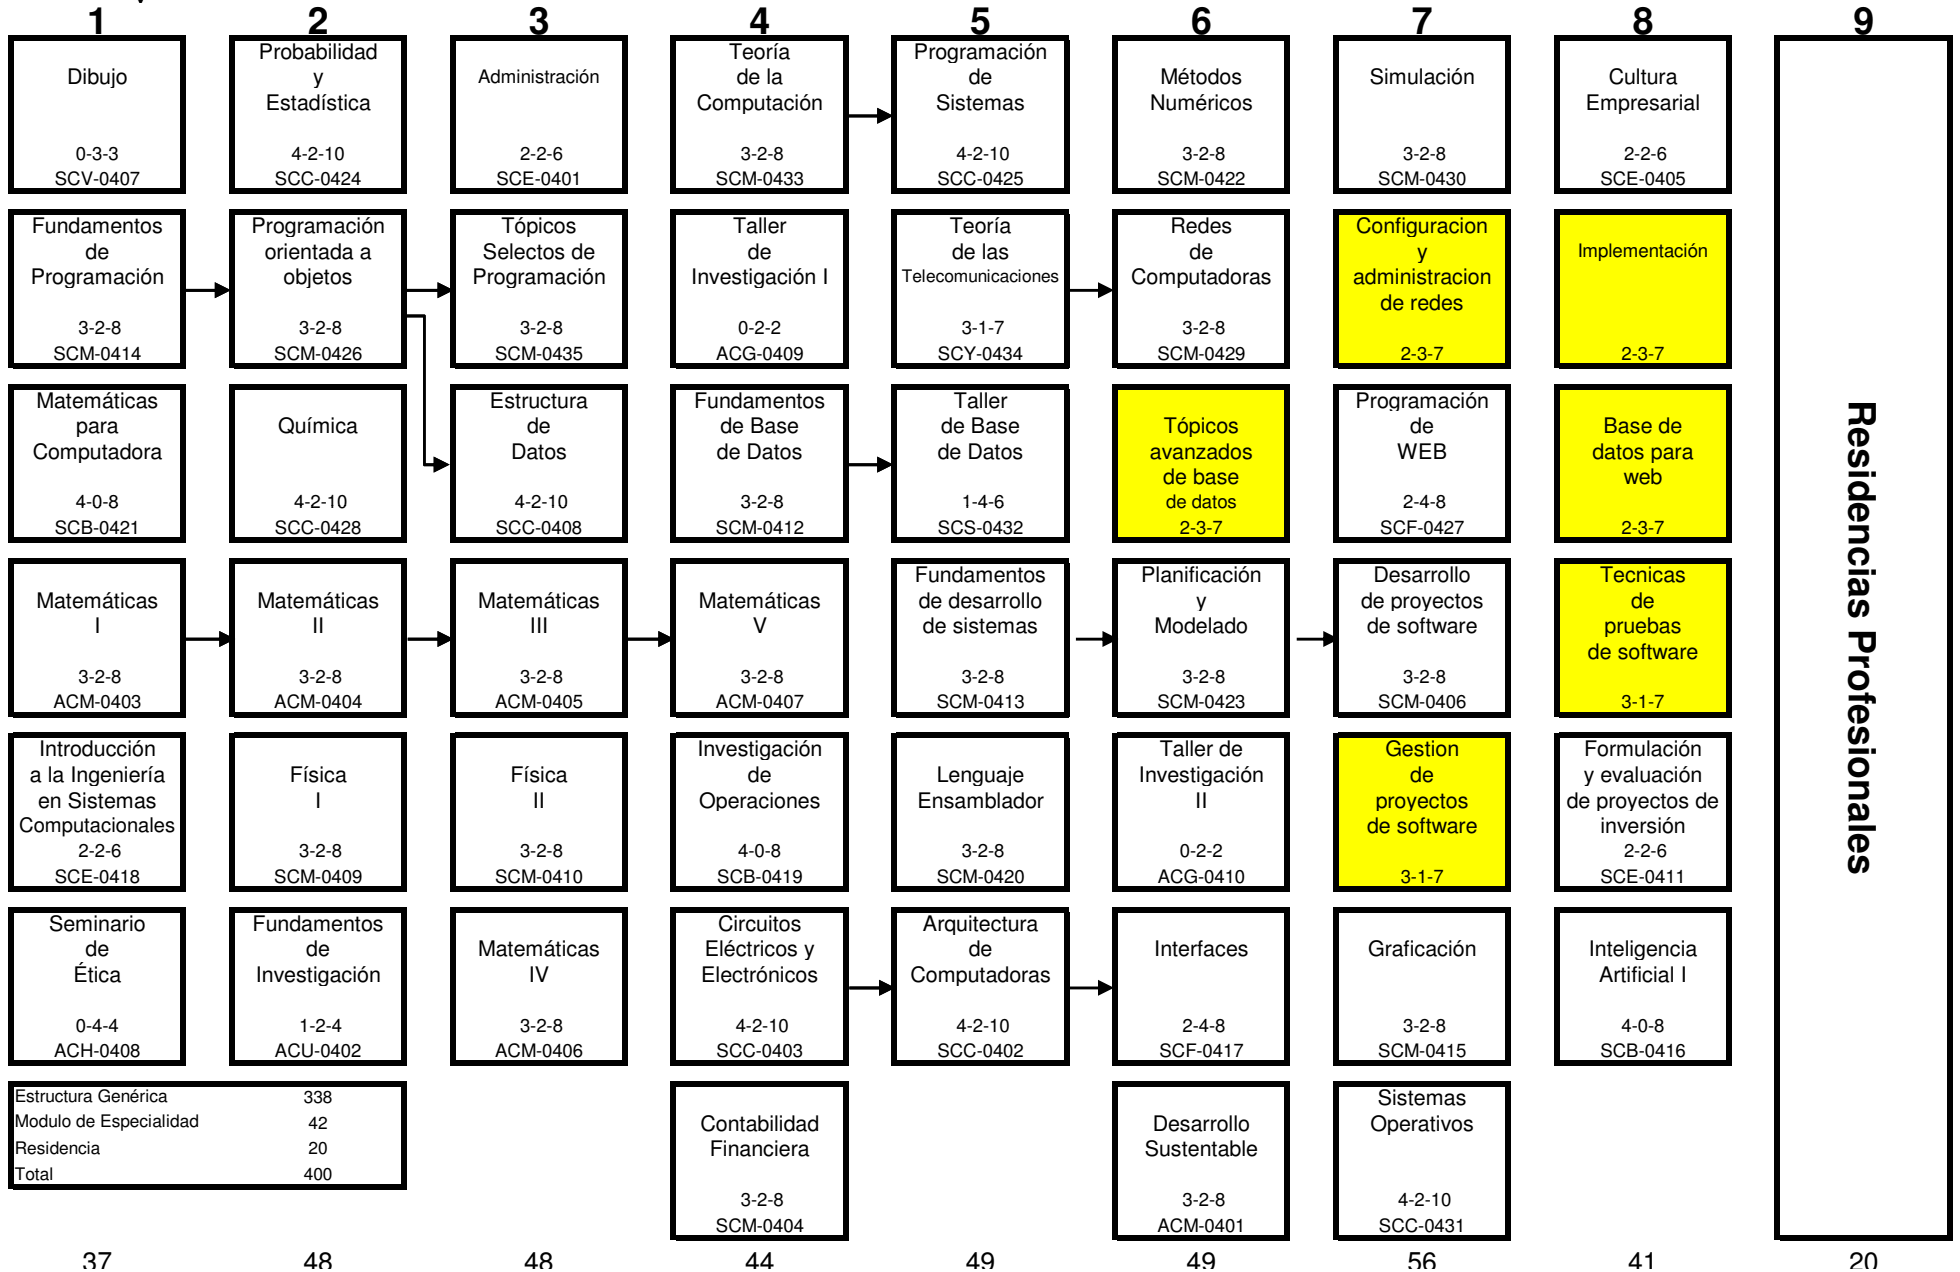 1
2
3
4
5
6
7
8
9
Dibujo
0-3-3
SCV-0407
Probabilidad
y
Estadística
4-2-10
SCC-0424
Administración
2-2-6
SCE-0401
Teoría
de la
Computación
3-2-8
SCM-0433
Programación
de
Sistemas
4-2-10
SCC-0425
Métodos
Numéricos
3-2-8
SCM-0422
Simulación
3-2-8
SCM-0430
Cultura
Empresarial
2-2-6
SCE-0405
Fundamentos
de
Programación
3-2-8
SCM-0414
Programación
orientada a
objetos
3-2-8
SCM-0426
Tópicos
Selectos de
Programación
3-2-8
SCM-0435
Taller
de
Investigación I
0-2-2
ACG-0409
Teoría
de las
Telecomunicaciones
3-1-7
SCY-0434
Redes
de
Computadoras
3-2-8
SCM-0429
Configuracion
y
administracion
de redes
2-3-7
Implementación
2-3-7
Matemáticas
para
Computadora
4-0-8
SCB-0421
Química
4-2-10
SCC-0428
Estructura
de
Datos
4-2-10
SCC-0408
Fundamentos
de Base
de Datos
3-2-8
SCM-0412
Taller
de Base
de Datos
1-4-6
SCS-0432
Tópicos
avanzados
de base
de datos
2-3-7
Programación
de
WEB
2-4-8
SCF-0427
Base de
datos para
web
2-3-7
Matemáticas
I
3-2-8
ACM-0403
Matemáticas
II
3-2-8
ACM-0404
Matemáticas
III
3-2-8
ACM-0405
Matemáticas
V
3-2-8
ACM-0407
Fundamentos
de desarrollo
de sistemas
3-2-8
SCM-0413
Planificación
y
Modelado
3-2-8
SCM-0423
Desarrollo
de proyectos
de software
3-2-8
SCM-0406
Tecnicas
de
pruebas
de software
3-1-7
Introducción
a la Ingeniería
en Sistemas
Computacionales
2-2-6
SCE-0418
Física
I
3-2-8
SCM-0409
Física
II
3-2-8
SCM-0410
Investigación
de
Operaciones
4-0-8
SCB-0419
Lenguaje
Ensamblador
3-2-8
SCM-0420
Taller de
Investigación
II
0-2-2
ACG-0410
Gestion
de
proyectos
de software
3-1-7
Formulación
y evaluación
de proyectos de
inversión
2-2-6
SCE-0411
Seminario
de
Ética
0-4-4
ACH-0408
Fundamentos
de
Investigación
1-2-4
ACU-0402
Matemáticas
IV
3-2-8
ACM-0406
Circuitos
Eléctricos y
Electrónicos
4-2-10
SCC-0403
Arquitectura
de
Computadoras
4-2-10
SCC-0402
Interfaces
2-4-8
SCF-0417
Graficación
3-2-8
SCM-0415
Inteligencia
Artificial I
4-0-8
SCB-0416
Estructura Genérica 338
Modulo de Especialidad 42
Residencia 20
Total 400
Contabilidad
Financiera
3-2-8
SCM-0404
Desarrollo
Sustentable
3-2-8
ACM-0401
Sistemas
Operativos
4-2-10
SCC-0431
Residencias Profesionales
37
48
48
44
49
49
56
41
20